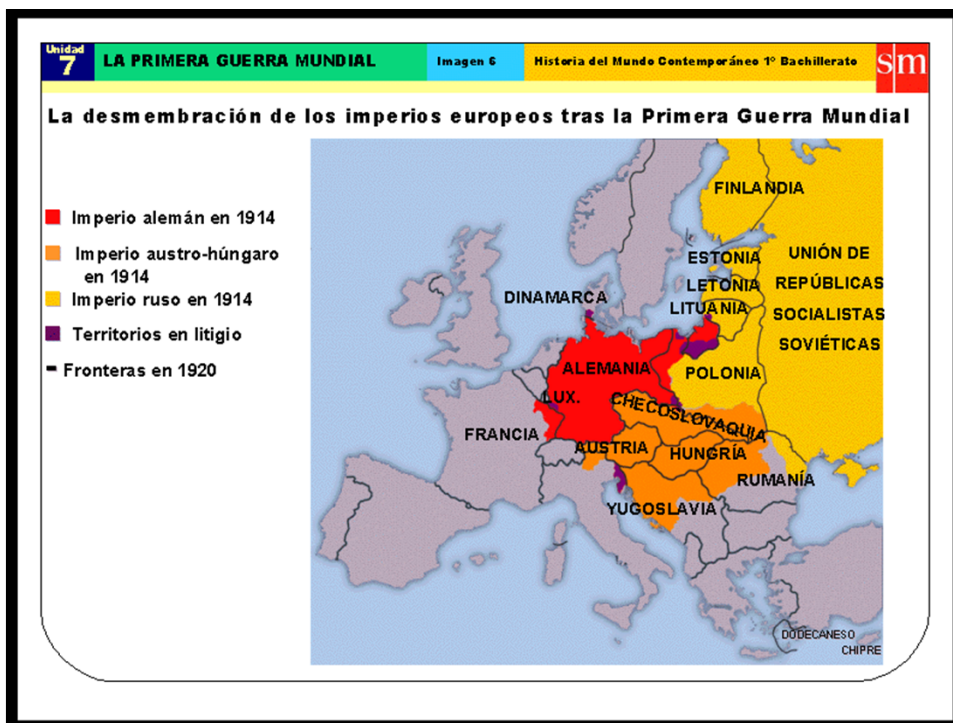 Unidad
7
LA PRIMERA GUERRA MUNDIAL
Imagen 6
Historia del Mundo Contemporáneo 1º Bachillerato
sm
La desmembración de los imperios europeos tras la Primera Guerra Mundial
Imperio alemán en 1914
Imperio austro-húngaro
en 1914
Imperio ruso en 1914
Territorios en litigio
Fronteras en 1920
FINLANDIA
ESTONIA
LETONIA
LITUANIA
UNIÓN DE
REPÚBLICAS
SOCIALISTAS
SOVIÉTICAS
DINAMARCA
ALEMANIA
POLONIA
LUX.
CHECOSLOVAQUIA
FRANCIA
AUSTRIA
HUNGRÍA
RUMANÍA
YUGOSLAVIA
DODECANESO
CHIPRE